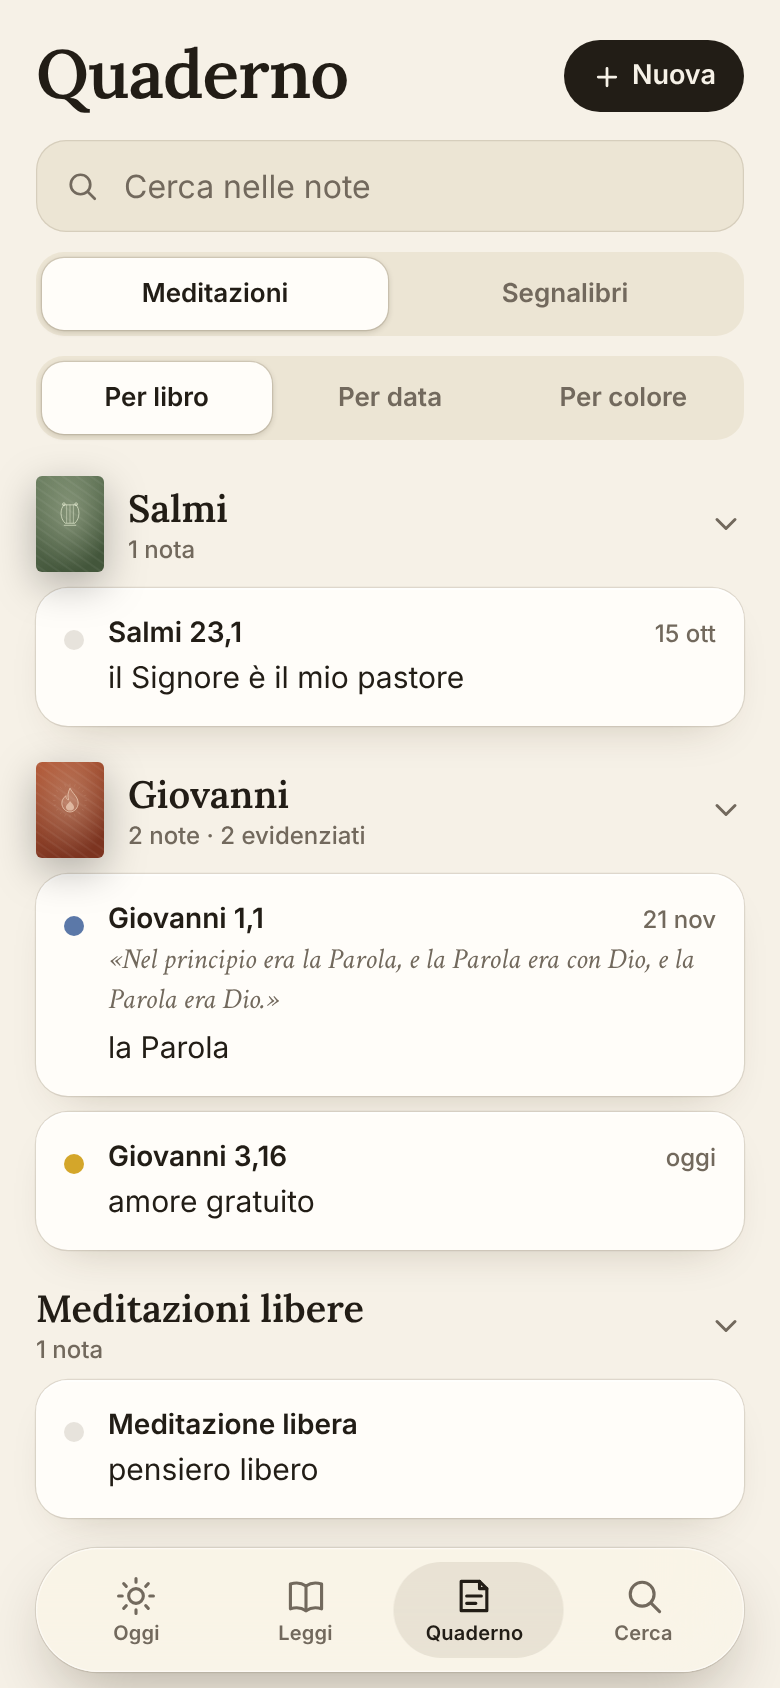 Quaderno
+ Nuova
Cerca nelle note
Meditazioni
Segnalibri
Per libro
Per data
Per colore
Salmi
1 nota
Salmi 23,1
15 ott
il Signore è il mio pastore
Giovanni
2 note · 2 evidenziati
Giovanni 1,1
21 nov
«Nel principio era la Parola, e la Parola era con Dio, e la
Parola era Dio.»
la Parola
Giovanni 3,16
oggi
amore gratuito
Meditazioni libere
1 nota
Meditazione libera
pensiero libero
Oggi
Leggi
Quaderno
Cerca